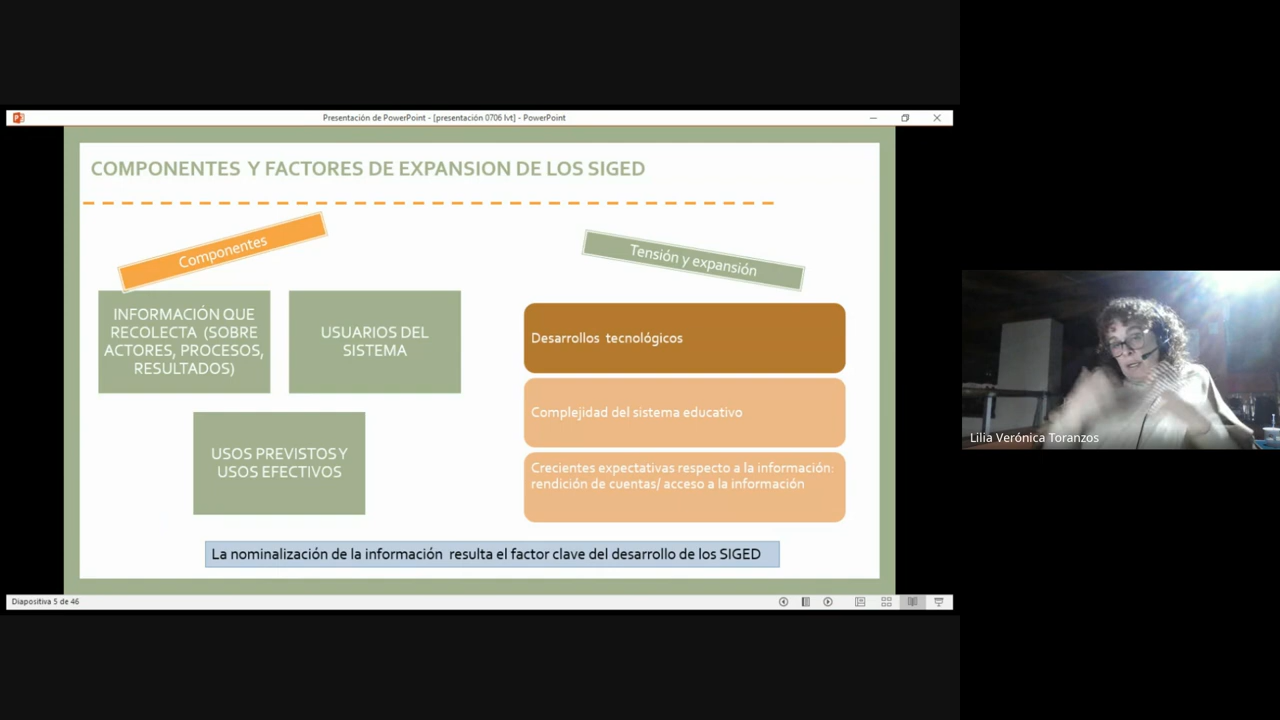 Presentación de PowerPoint - [presentación 0706 lvt] - PowerPoint
COMPONENTES Y FACTORES DE EXPANSION DE LOS SIGED
Componentes
INFORMACIÓN QUE
RECOLECTA (SOBRE
ACTORES, PROCESOS,
RESULTADOS)
USUARIOS DEL
SISTEMA
USOS PREVISTOS Y
USOS EFECTIVOS
Tensión y expansión
Desarrollos tecnológicos
Complejidad del sistema educativo
Crecientes expectativas respecto a la información:
rendición de cuentas/ acceso a la información
La nominalización de la información resulta el factor clave del desarrollo de los SIGED
Diapositiva 5 de 46
Lilia Verónica Toranzos